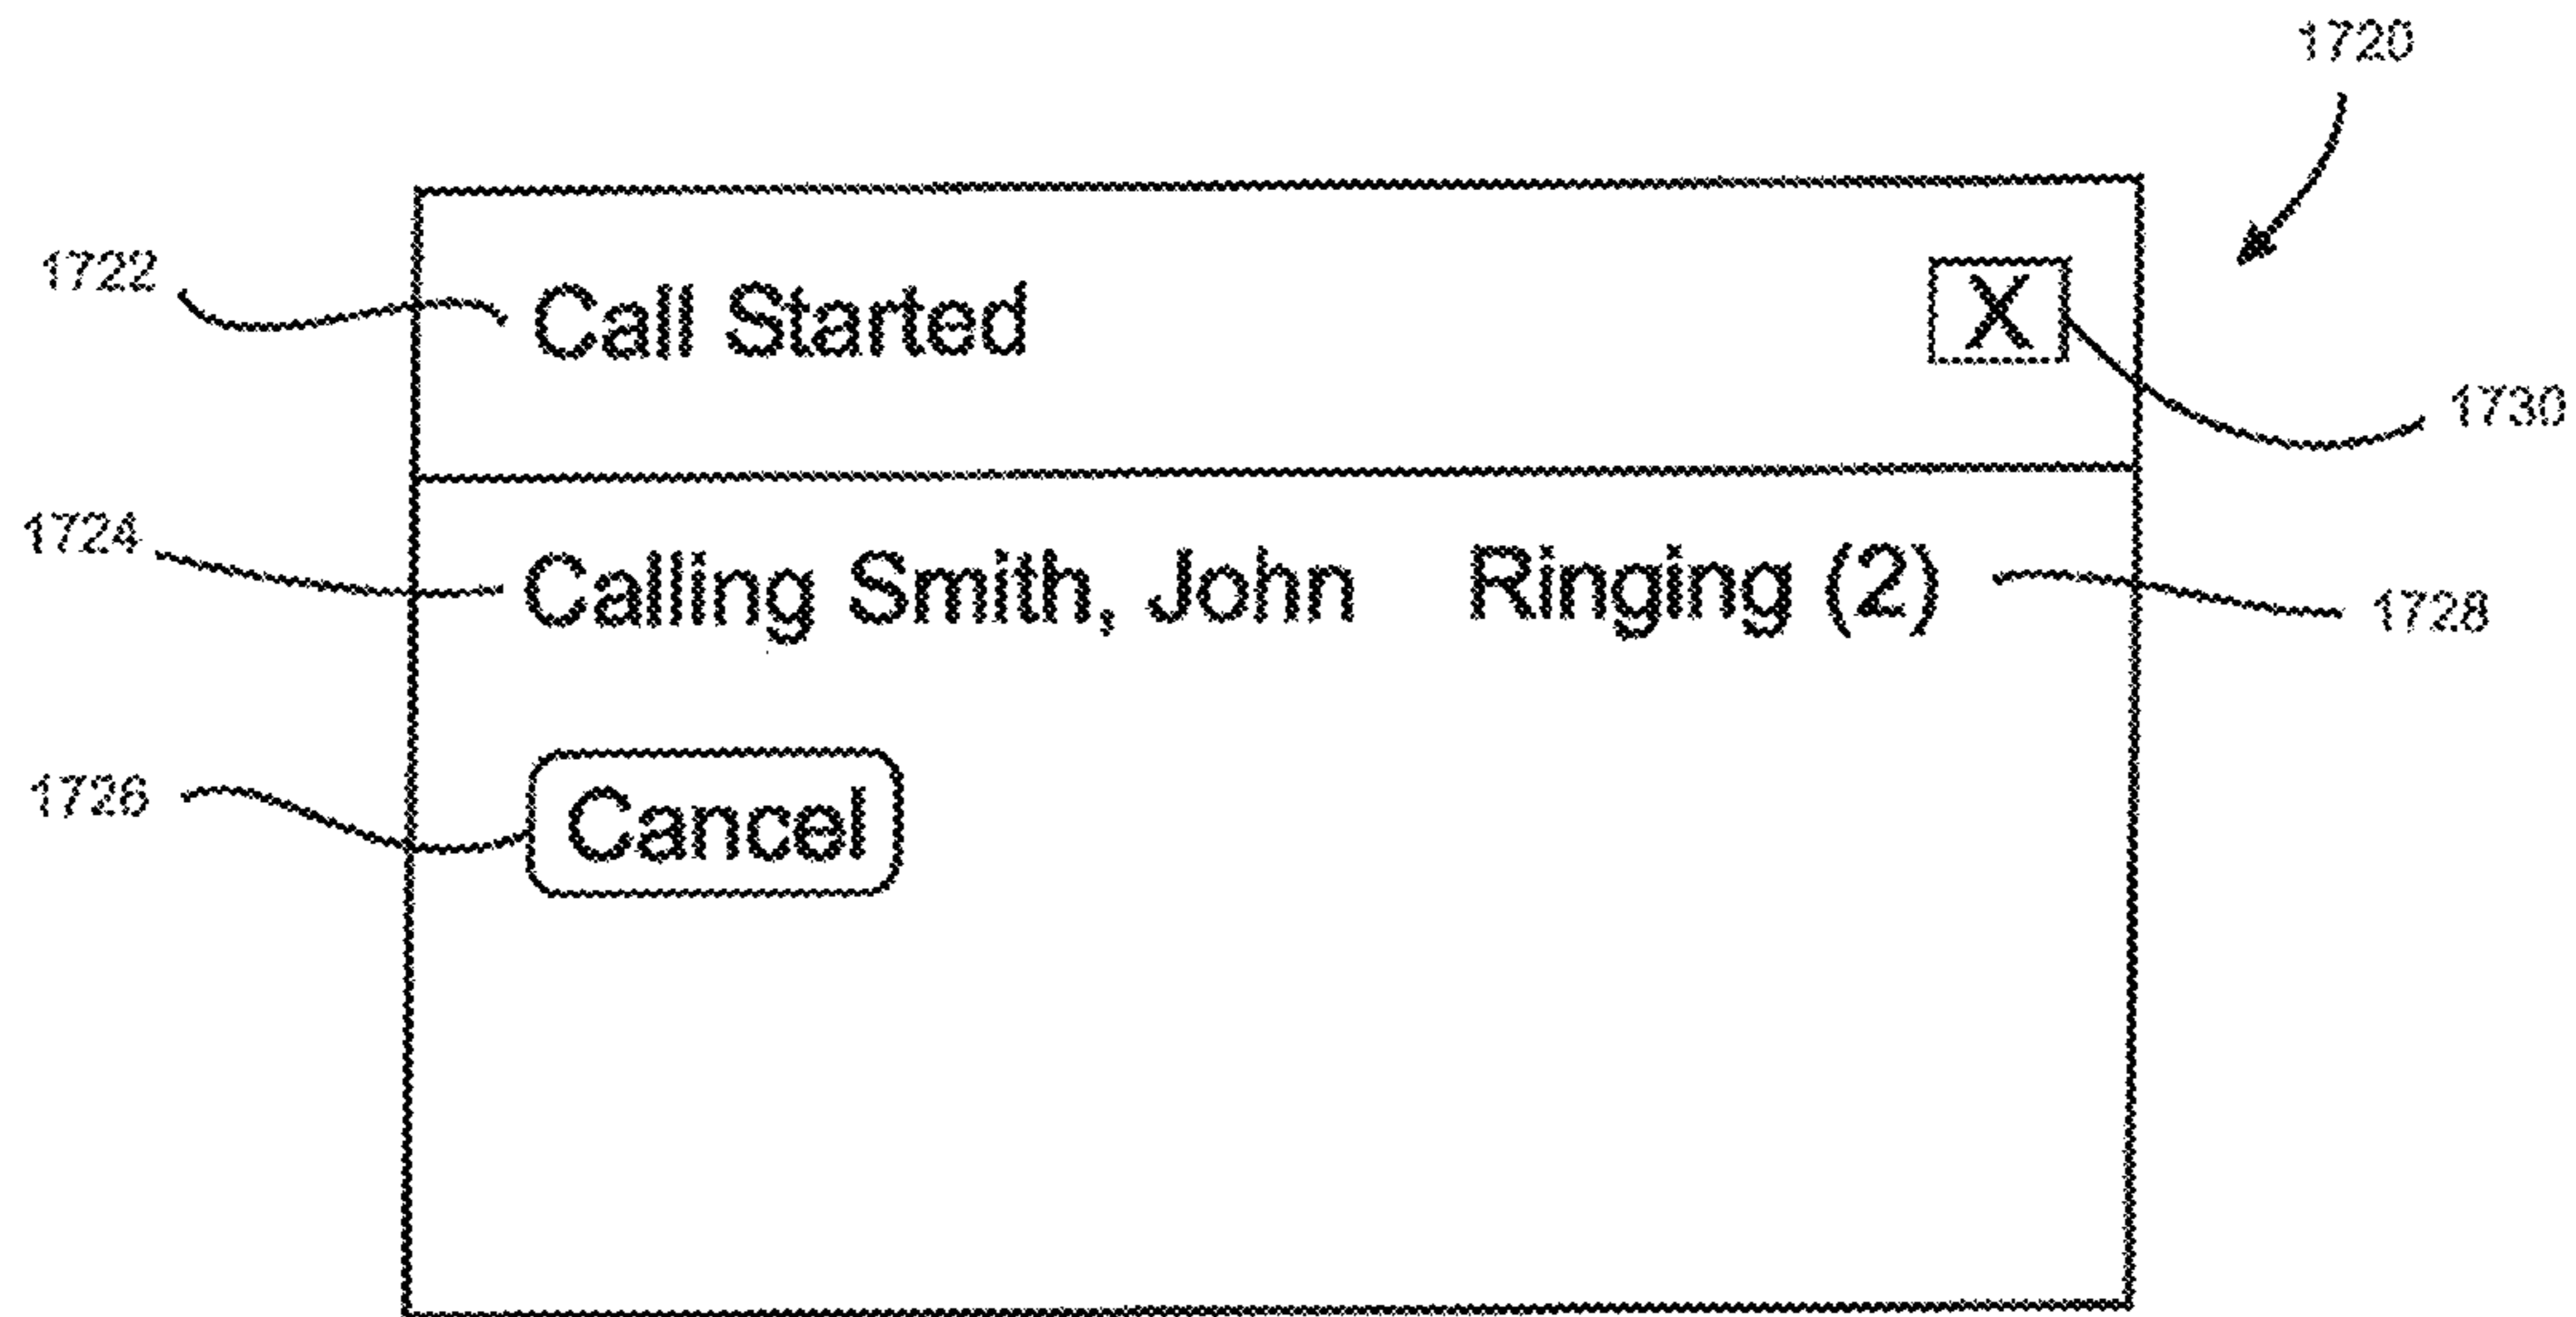 1720
1722 Call Started X
1730
1724 Calling Smith, John Ringing (2) 1728
1726 Cancel